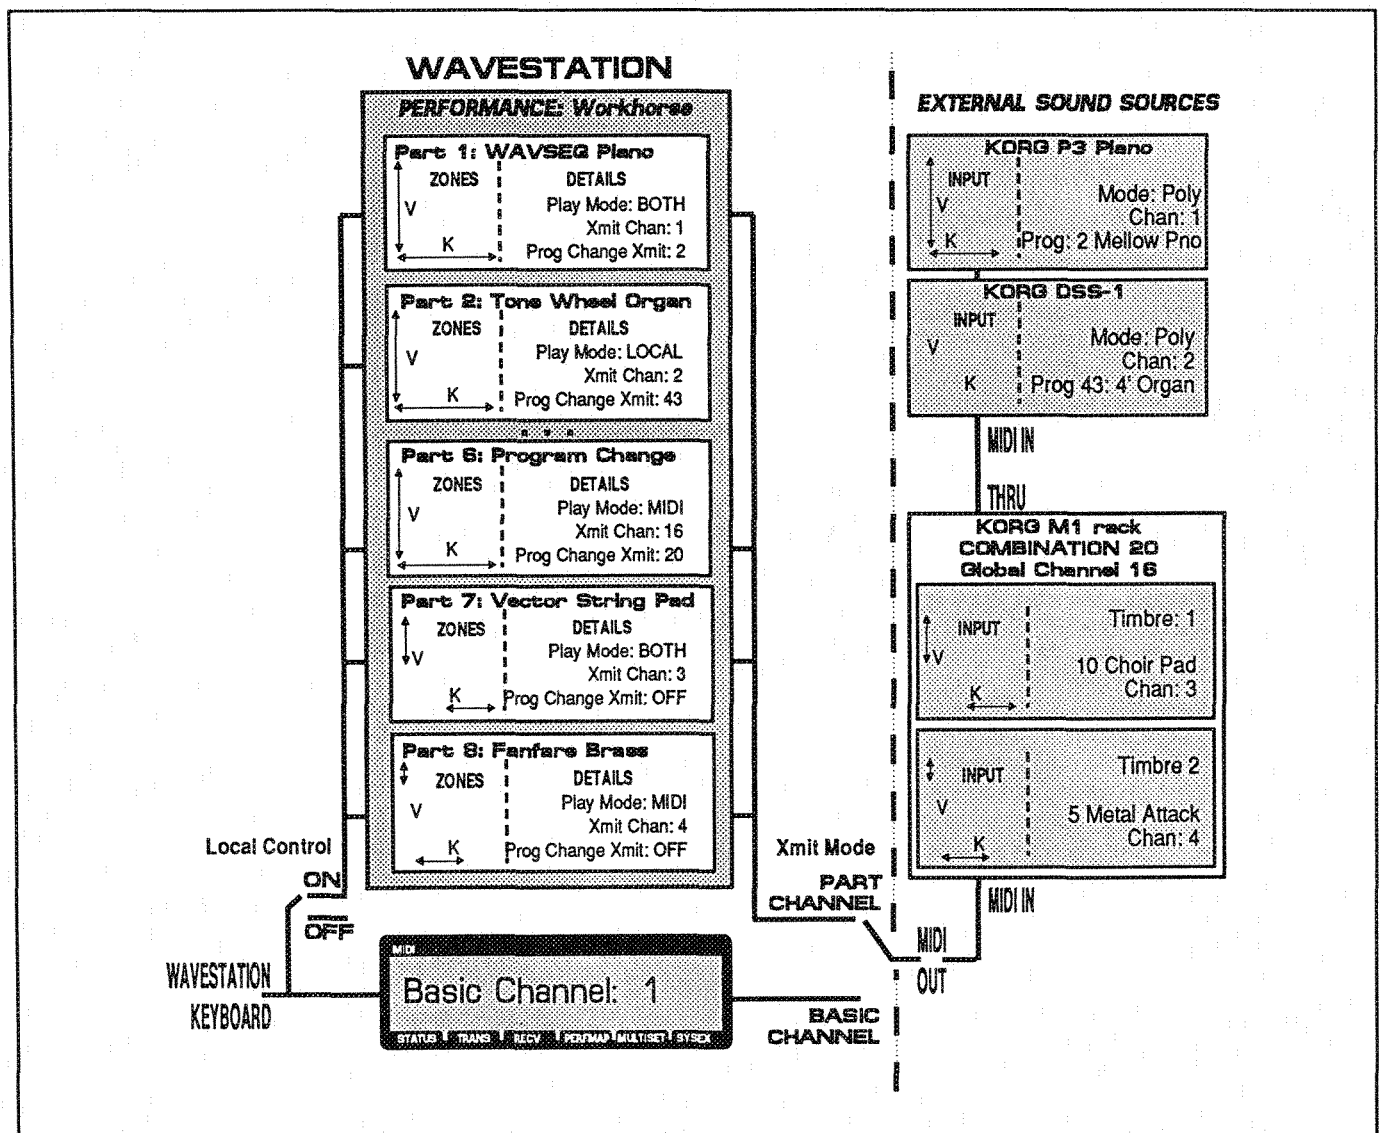 WAVESTATION
PERFORMANCE: Workhorse
Part 1: WAVSEQ Piano
ZONES
DETAILS
V
K
Play Mode: BOTH
Xmit Chan: 1
Prog Change Xmit: 2
Part 2: Tone Wheel Organ
ZONES
DETAILS
V
K
Play Mode: LOCAL
Xmit Chan: 2
Prog Change Xmit: 43
Part 6: Program Change
ZONES
DETAILS
V
K
Play Mode: MIDI
Xmit Chan: 16
Prog Change Xmit: 20
Part 7: Vector String Pad
ZONES
DETAILS
V
K
Play Mode: BOTH
Xmit Chan: 3
Prog Change Xmit: OFF
Part 8: Fanfare Brass
ZONES
DETAILS
V
K
Play Mode: MIDI
Xmit Chan: 4
Prog Change Xmit: OFF
Local Control
ON
OFF
WAVESTATION
KEYBOARD
MIDI
Basic Channel: 1
STATUS TRANS RECV PERFMAP MULTISET SYSEX
Xmit Mode
PART
CHANNEL
BASIC
CHANNEL
MIDI
OUT
EXTERNAL SOUND SOURCES
KORG P3 Piano
INPUT
V
K
Mode: Poly
Chan: 1
Prog: 2 Mellow Pno
KORG DSS-1
INPUT
V
K
Mode: Poly
Chan: 2
Prog 43: 4' Organ
MIDI IN
THRU
KORG M1 rack
COMBINATION 20
Global Channel 16
INPUT
V
K
Timbre: 1
10 Choir Pad
Chan: 3
INPUT
V
K
Timbre 2
5 Metal Attack
Chan: 4
MIDI IN